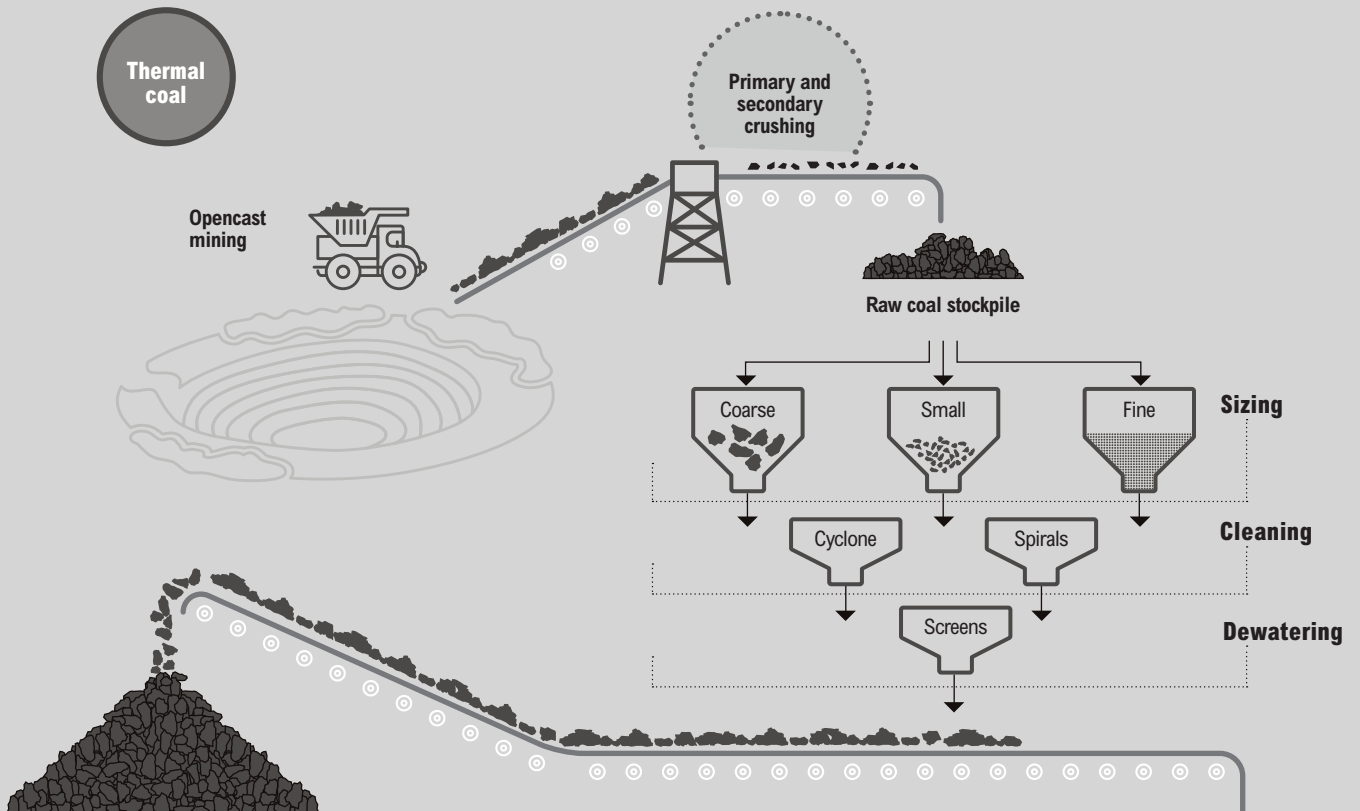 Thermal
coal
Primary and
secondary
crushing
Opencast
mining
Raw coal stockpile
Coarse
Small
Fine
Sizing
Cyclone
Spirals
Cleaning
Screens
Dewatering